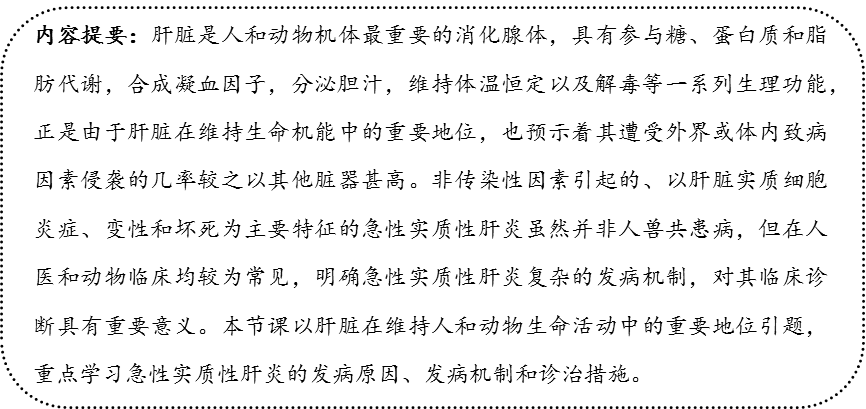 内容提要：肝脏是人和动物机体最重要的消化腺体，具有参与糖、蛋白质和脂
肪代谢，合成凝血因子，分泌胆汁，维持体温恒定以及解毒等一系列生理功能，
正是由于肝脏在维持生命机能中的重要地位，也预示着其遭受外界或体内致病
因素侵袭的几率较之以其他脏器甚高。非传染性因素引起的、以肝脏实质细胞
炎症、变性和坏死为主要特征的急性实质性肝炎虽然并非人兽共患病，但在人
医和动物临床均较为常见，明确急性实质性肝炎复杂的发病机制，对其临床诊
断具有重要意义。本节课以肝脏在维持人和动物生命活动中的重要地位引题，
重点学习急性实质性肝炎的发病原因、发病机制和诊治措施。